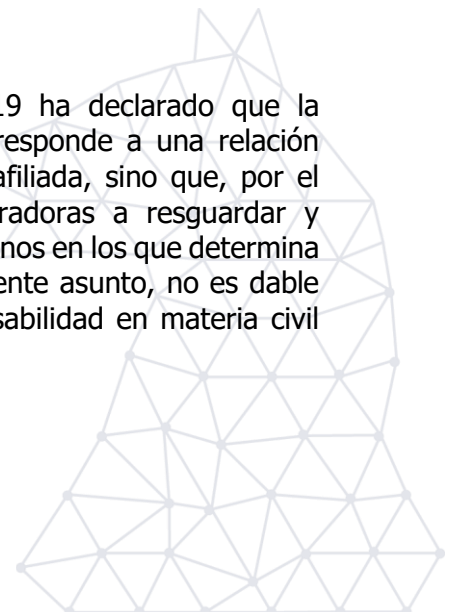 19 ha declarado que la
responde a una relación
afiliada, sino que, por el
radoras a resguardar y
nos en los que determina
ente asunto, no es dable
sabilidad en materia civil